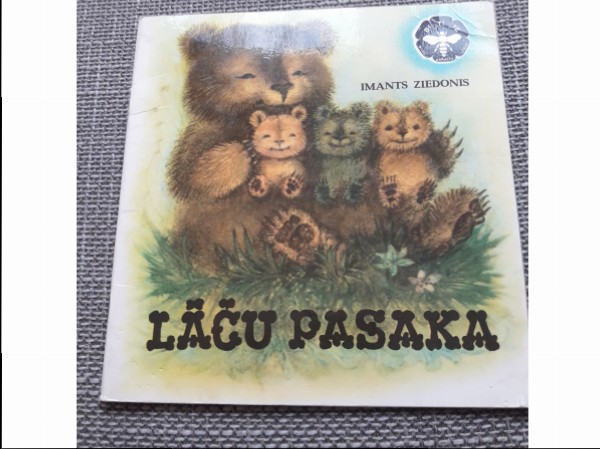 IMANTS ZIEDONIS
LĀČU PASAKA